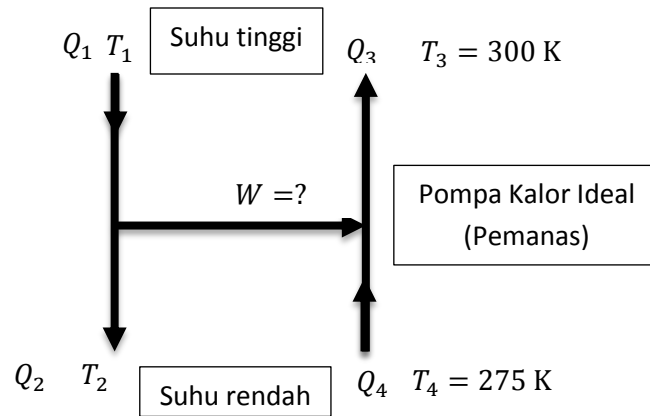 Q₁ T₁ Suhu tinggi Q₃ T₃ = 300 K
W =? Pompa Kalor Ideal
(Pemanas)
Q₂ T₂ Suhu rendah Q₄ T₄ = 275 K